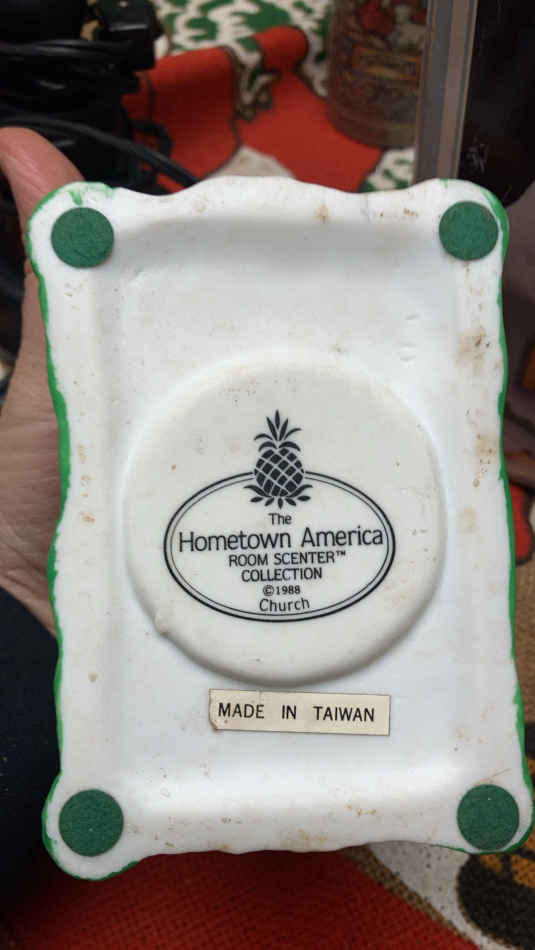 The
Hometown America
ROOM SCENTER™
COLLECTION
©1988
Church
MADE IN TAIWAN